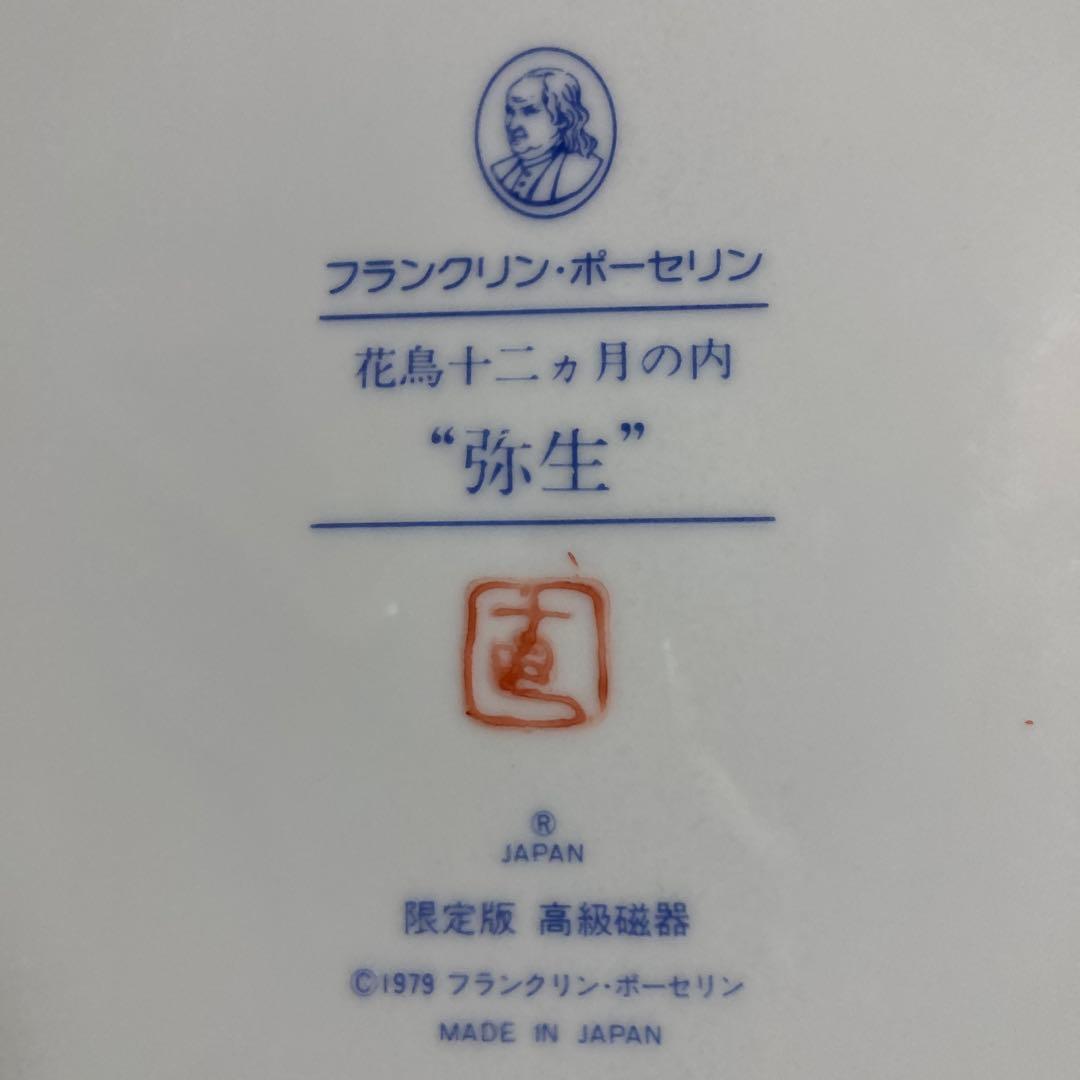 フランクリン・ポーセリン
花鳥十二ヵ月の内
“弥生”
直
®
JAPAN
限定版 高級磁器
©1979 フランクリン・ポーセリン
MADE IN JAPAN